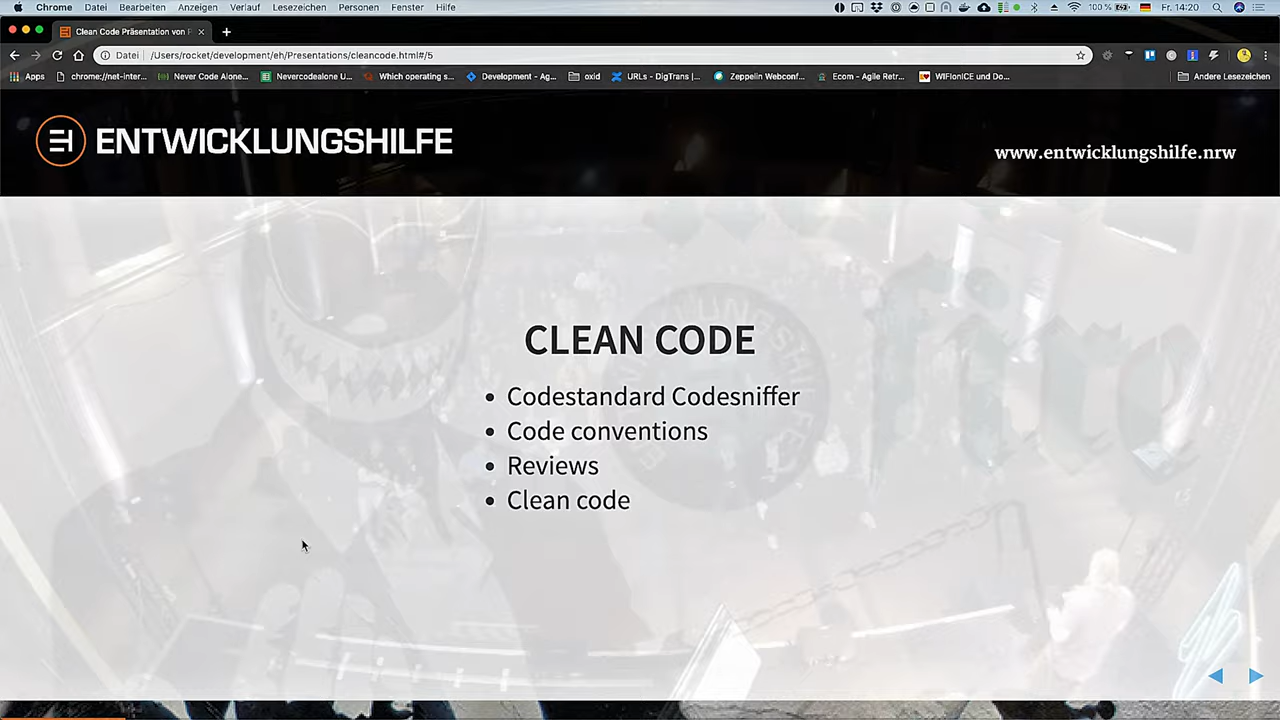 Chrome Datei Bearbeiten Anzeigen Verlauf Lesezeichen Personen Fenster Hilfe 100 % Fr. 14:20
Clean Code Präsentation von
Datei /Users/rocket/development/eh/Presentations/cleancode.html#/5
Apps chrome://net-inter... Never Code Alone... Nevercodealone U... Which operating s... Development - Ag... oxid URLs - DigTrans |... Zeppelin Webconf... Ecom - Agile Retr... WIFIonICE und Do... Andere Lesezeichen
ENTWICKLUNGSHILFE
www.entwicklungshilfe.nrw
CLEAN CODE
• Codestandard Codesniffer
• Code conventions
• Reviews
• Clean code